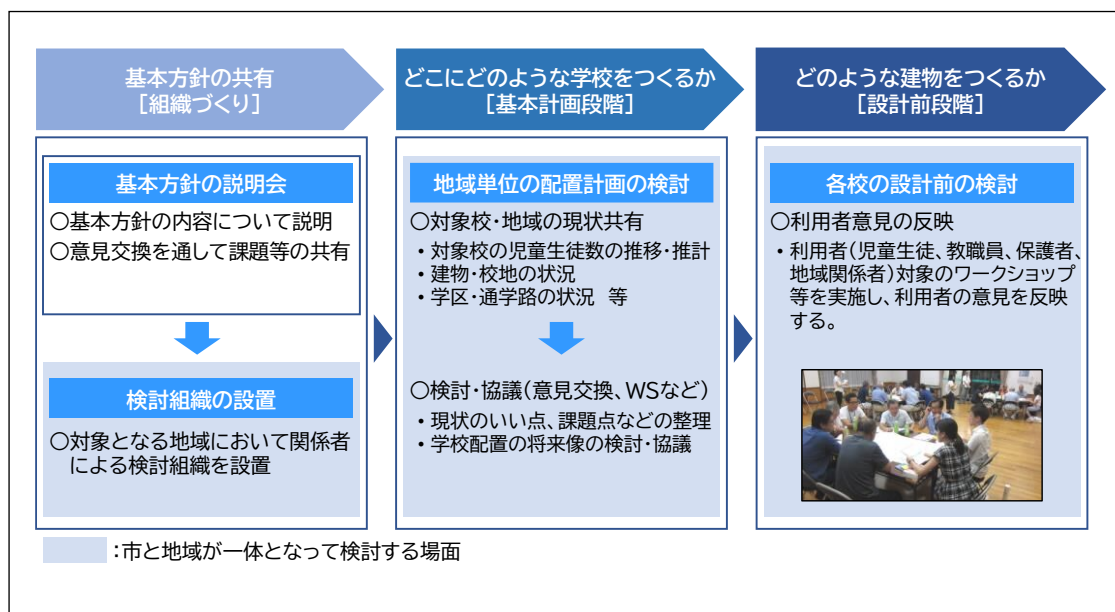 基本方針の共有
[組織づくり]
どこにどのような学校をつくるか
[基本計画段階]
どのような建物をつくるか
[設計前段階]
基本方針の説明会
○基本方針の内容について説明
○意見交換を通して課題等の共有
検討組織の設置
○対象となる地域において関係者
による検討組織を設置
地域単位の配置計画の検討
○対象校・地域の現状共有
・対象校の児童生徒数の推移・推計
・建物・校地の状況
・学区・通学路の状況 等
○検討・協議(意見交換、WSなど)
・現状のいい点、課題点などの整理
・学校配置の将来像の検討・協議
各校の設計前の検討
○利用者意見の反映
・利用者(児童生徒、教職員、保護者、
地域関係者)対象のワークショップ
等を実施し、利用者の意見を反映
する。
:市と地域が一体となって検討する場面